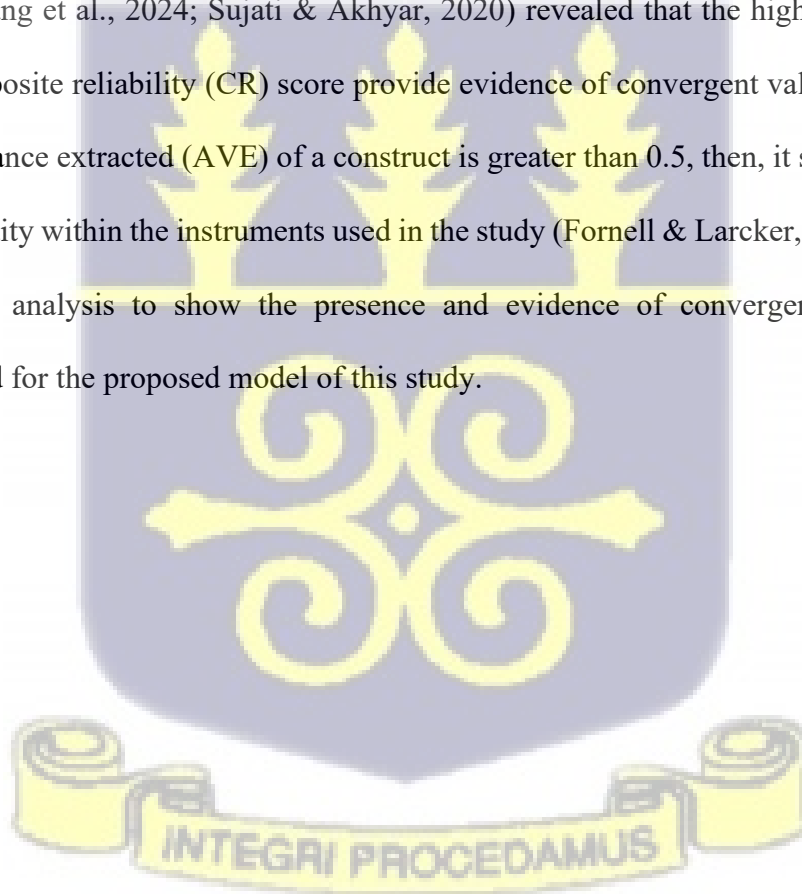 ng et al., 2024; Sujati & Akhyar, 2020) revealed that the high
posite reliability (CR) score provide evidence of convergent val
ance extracted (AVE) of a construct is greater than 0.5, then, it s
ity within the instruments used in the study (Fornell & Larcker,
analysis to show the presence and evidence of converge
for the proposed model of this study.
INTEGRI PROCEDAMUS